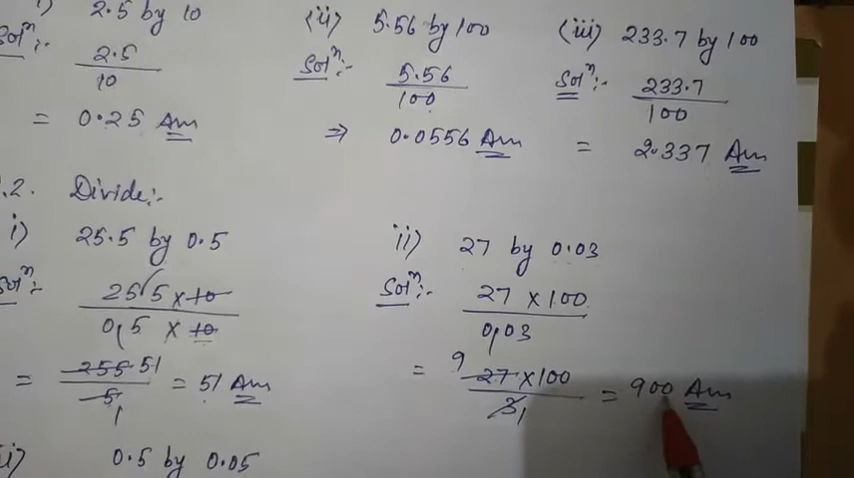 i) 2.5 by 10
Solⁿ:-
2.5
10
= 0.25 Ans
(ii) 5.56 by 100
Solⁿ:-
5.56
100
⇒ 0.0556 Ans
(iii) 233.7 by 100
Solⁿ:-
233.7
100
= 2.337 Ans
.2. Divide:-
i) 25.5 by 0.5
Solⁿ:-
25.5 × 10
0.5 × 10
= 255 51
5 1
= 51 Ans
ii) 27 by 0.03
Solⁿ:-
27 × 100
0.03
= 9 27 × 100
3 1
= 900 Ans
ii) 0.5 by 0.05